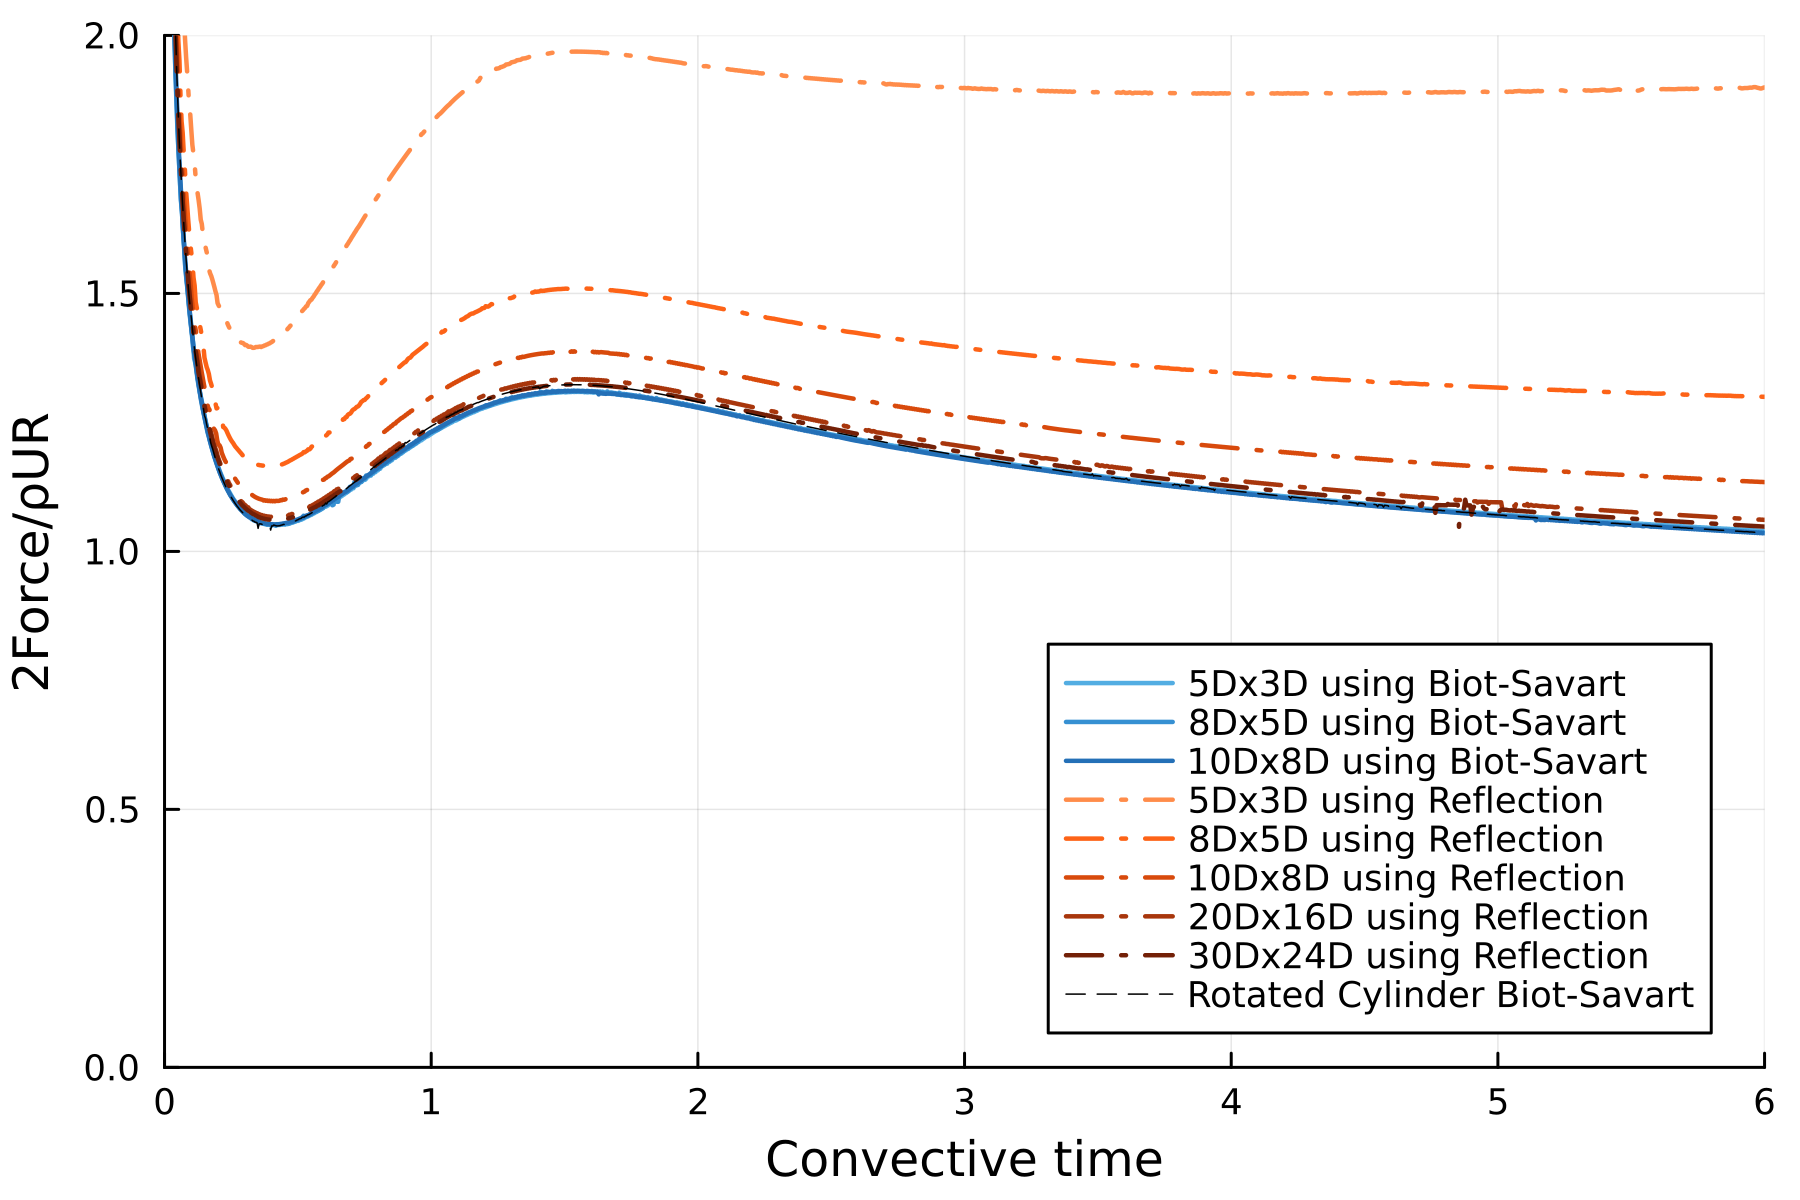 2.0
1.5
1.0
0.5
0.0
2Force/ρUR
0 1 2 3 4 5 6
Convective time
5Dx3D using Biot-Savart
8Dx5D using Biot-Savart
10Dx8D using Biot-Savart
5Dx3D using Reflection
8Dx5D using Reflection
10Dx8D using Reflection
20Dx16D using Reflection
30Dx24D using Reflection
Rotated Cylinder Biot-Savart